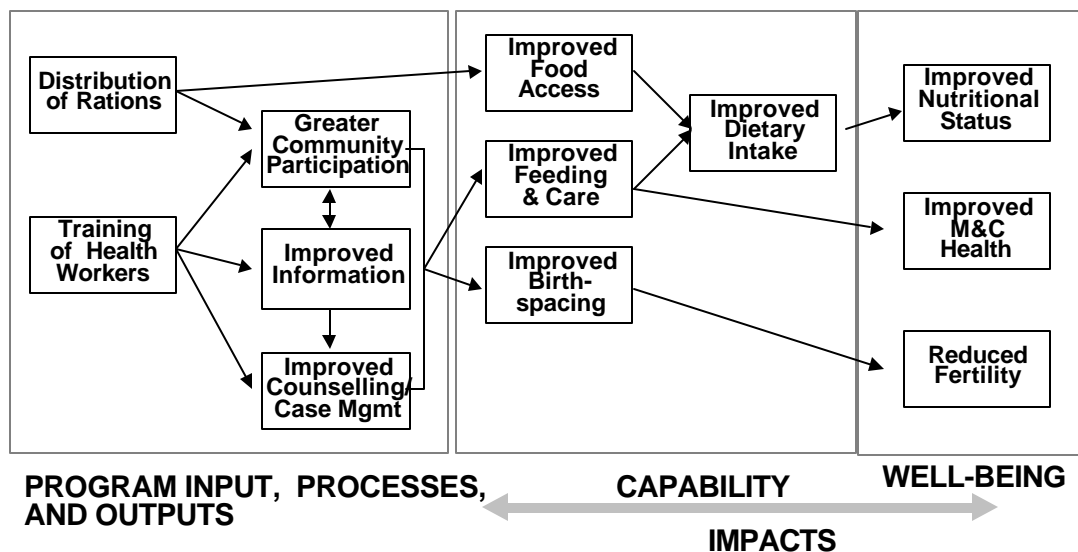 Distribution
of Rations
Training
of Health
Workers
Greater
Community
Participation
Improved
Information
Improved
Counselling/
Case Mgmt
Improved
Food
Access
Improved
Feeding
& Care
Improved
Birth-
spacing
Improved
Dietary
Intake
Improved
Nutritional
Status
Improved
M&C
Health
Reduced
Fertility
PROGRAM INPUT, PROCESSES,
AND OUTPUTS
CAPABILITY
WELL-BEING
IMPACTS